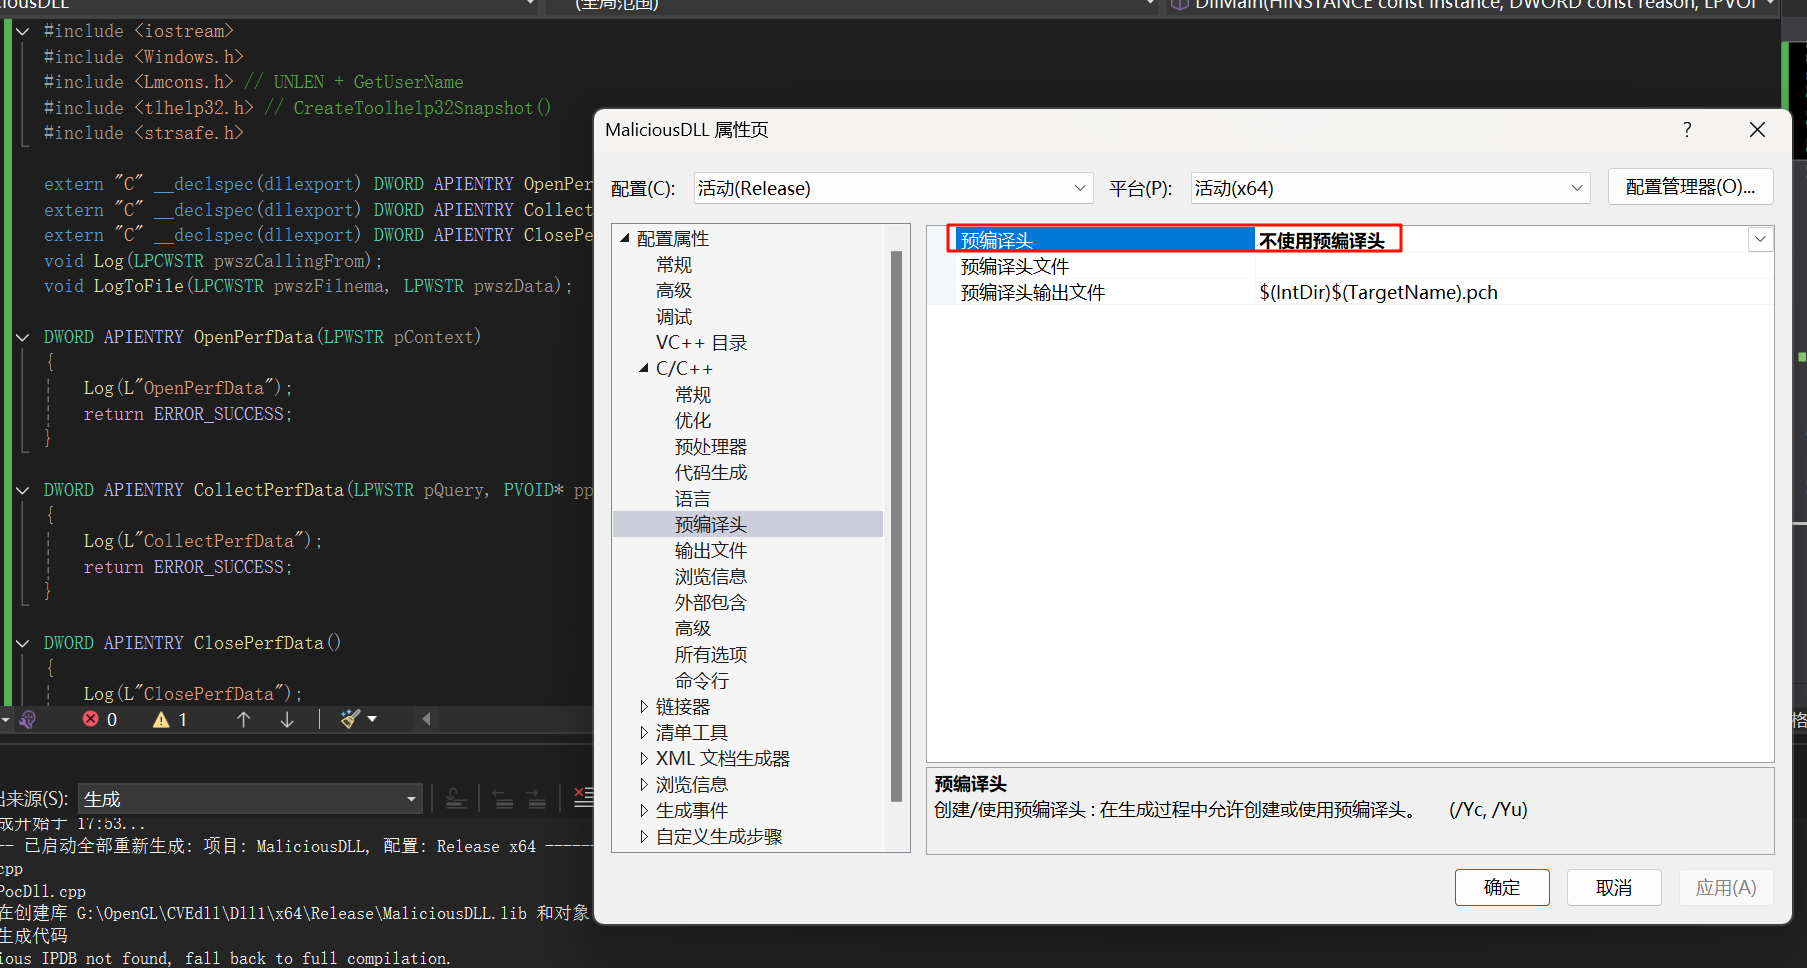 (全局范围)
DllMain(HINSTANCE const instance, DWORD const reason, LPVOI
#include <iostream>
#include <Windows.h>
#include <Lmcons.h> // UNLEN + GetUserName
#include <tlhelp32.h> // CreateToolhelp32Snapshot()
#include <strsafe.h>
extern "C" __declspec(dllexport) DWORD APIENTRY OpenPer
extern "C" __declspec(dllexport) DWORD APIENTRY Collect
extern "C" __declspec(dllexport) DWORD APIENTRY ClosePe
void Log(LPCWSTR pwszCallingFrom);
void LogToFile(LPCWSTR pwszFilnema, LPWSTR pwszData);
DWORD APIENTRY OpenPerfData(LPWSTR pContext)
{
Log(L"OpenPerfData");
return ERROR_SUCCESS;
}
DWORD APIENTRY CollectPerfData(LPWSTR pQuery, PVOID* pp
{
Log(L"CollectPerfData");
return ERROR_SUCCESS;
}
DWORD APIENTRY ClosePerfData()
{
Log(L"ClosePerfData");
0 1
出来源(S): 生成
成开始于 17:53...
-- 已启动全部重新生成: 项目: MaliciousDLL, 配置: Release x64 ------
cpp
PocDll.cpp
在创建库 G:\OpenGL\CVEdll\Dll1\x64\Release\MaliciousDLL.lib 和对象
生成代码
ious IPDB not found, fall back to full compilation.
MaliciousDLL 属性页
?
配置(C): 活动(Release) 平台(P): 活动(x64) 配置管理器(O)...
配置属性
常规
高级
调试
VC++ 目录
C/C++
常规
优化
预处理器
代码生成
语言
预编译头
输出文件
浏览信息
外部包含
高级
所有选项
命令行
链接器
清单工具
XML 文档生成器
浏览信息
生成事件
自定义生成步骤
预编译头 不使用预编译头
预编译头文件
预编译头输出文件 $(IntDir)$(TargetName).pch
预编译头
创建/使用预编译头 : 在生成过程中允许创建或使用预编译头。 (/Yc, /Yu)
确定 取消 应用(A)
格